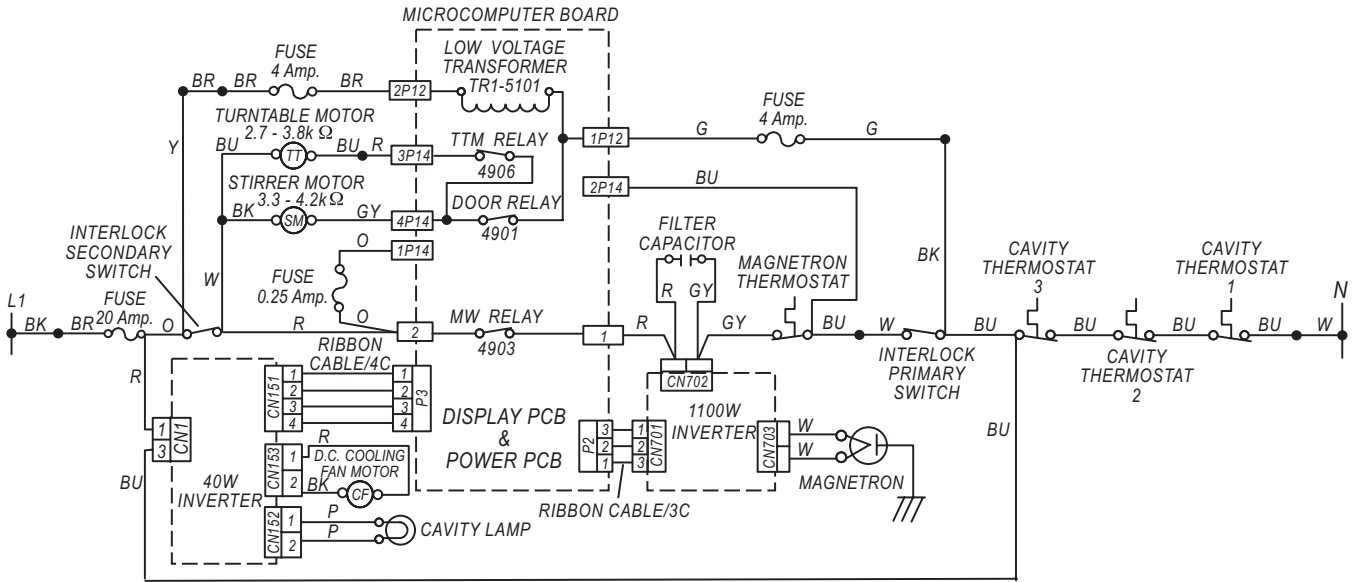 MICROCOMPUTER BOARD
FUSE
4 Amp.
LOW VOLTAGE
TRANSFORMER
TR1-5101
BR
BR
BR
2P12
FUSE
4 Amp.
TURNTABLE MOTOR
2.7 - 3.8k Ω
TTM RELAY
1P12
G
G
Y
BU
TT
BU
R
3P14
4906
2P14
BU
STIRRER MOTOR
3.3 - 4.2k Ω
DOOR RELAY
BK
SM
GY
4P14
4901
FILTER
CAPACITOR
INTERLOCK
SECONDARY
SWITCH
O
1P14
MAGNETRON
THERMOSTAT
BK
CAVITY
THERMOSTAT
3
CAVITY
THERMOSTAT
1
W
FUSE
0.25 Amp.
R
GY
L1
FUSE
20 Amp.
N
BK
BR
O
R
O
2
MW RELAY
4903
1
R
GY
BU
W
BU
BU
BU
BU
W
INTERLOCK
PRIMARY
SWITCH
CAVITY
THERMOSTAT
2
RIBBON
CABLE/4C
R
CN151
1
2
3
4
1
2
3
4
P3
CN702
DISPLAY PCB
&
POWER PCB
1100W
INVERTER
1
3
CN1
P2
3
2
1
1
2
3
CN701
CN703
W
W
BU
BU
CN153
1
2
R
D.C. COOLING
FAN MOTOR
BK
CF
40W
INVERTER
MAGNETRON
RIBBON CABLE/3C
CN152
1
2
P
P
CAVITY LAMP